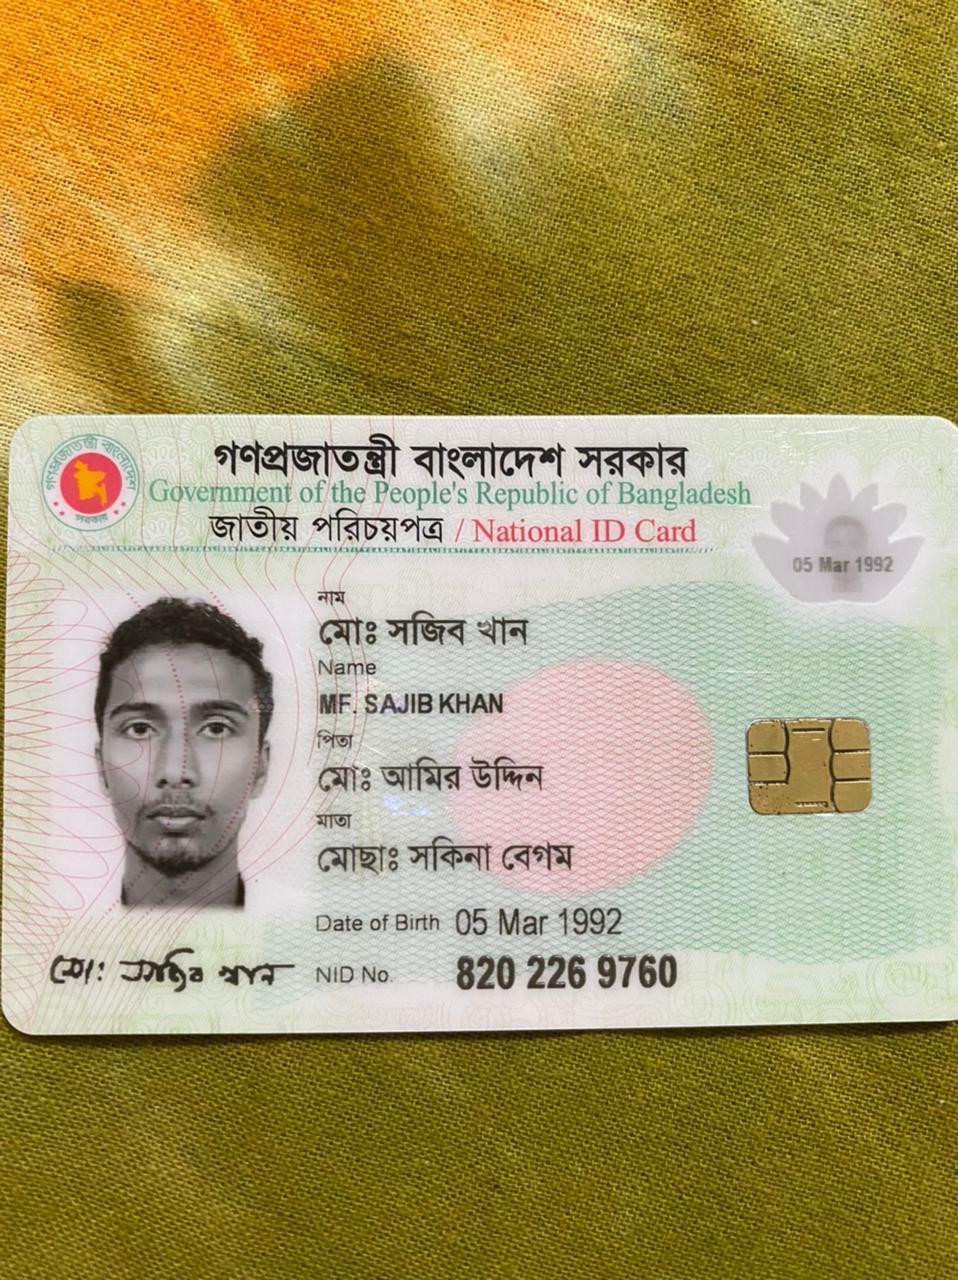 গণপ্রজাতন্ত্রী বাংলাদেশ সরকার
Government of the People's Republic of Bangladesh
জাতীয় পরিচয়পত্র / National ID Card
গণপ্রজাতন্ত্রী বাংলাদেশ
সরকার
05 Mar 1992
নাম
মোঃ সজিব খান
Name
MF. SAJIB KHAN
পিতা
মোঃ আমির উদ্দিন
মাতা
মোছাঃ সকিনা বেগম
Date of Birth 05 Mar 1992
NID No. 820 226 9760
মো: সজিব খান